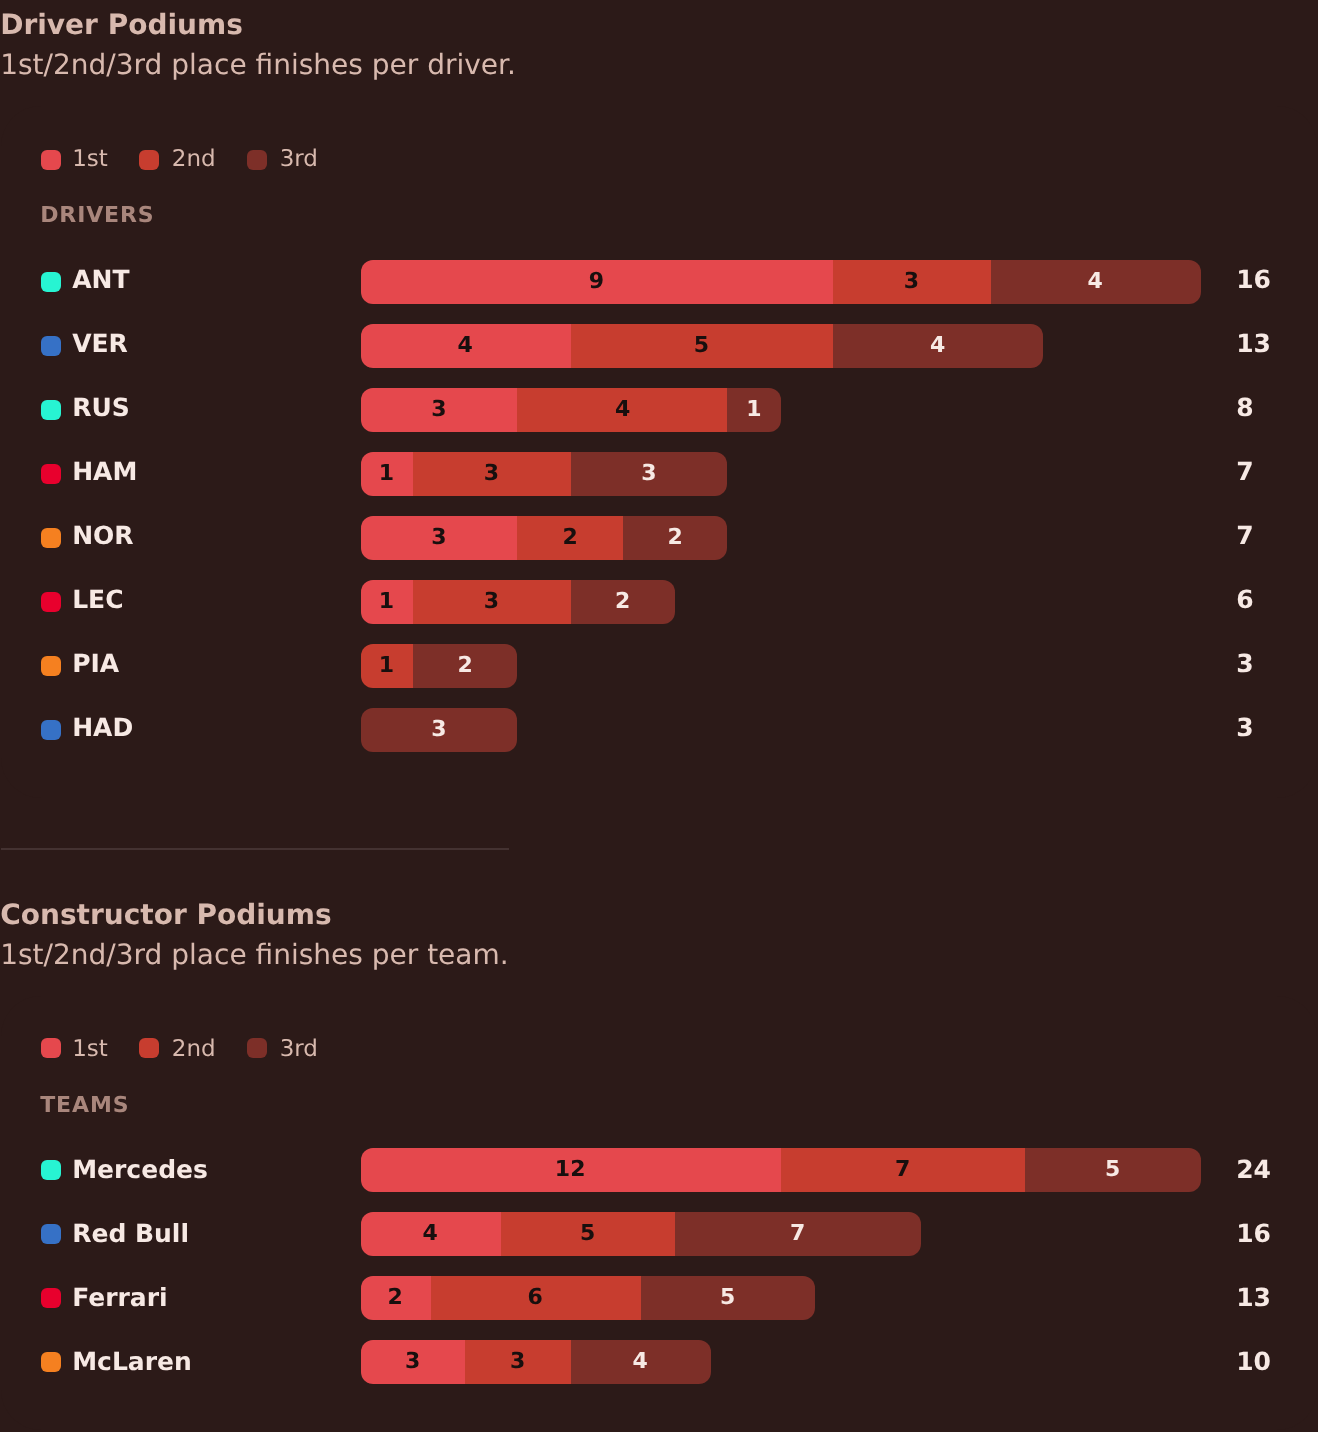 Driver Podiums
1st/2nd/3rd place finishes per driver.
1st 2nd 3rd
DRIVERS
ANT 9 3 4 16
VER 4 5 4 13
RUS 3 4 1 8
HAM 1 3 3 7
NOR 3 2 2 7
LEC 1 3 2 6
PIA 1 2 3
HAD 3 3
Constructor Podiums
1st/2nd/3rd place finishes per team.
1st 2nd 3rd
TEAMS
Mercedes 12 7 5 24
Red Bull 4 5 7 16
Ferrari 2 6 5 13
McLaren 3 3 4 10